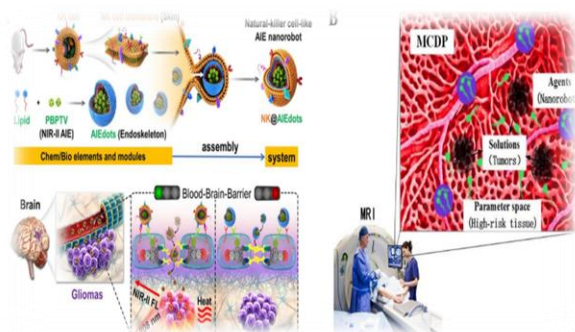 Natural-killer cell-like
AIE nanorobot
Lipid + PBPTV
(NIR-II AIE)
AIEdots (Endoskeleton)
NK@AIEdots
Chem/Bio elements and modules
assembly
system
Brain
Gliomas
Blood-Brain-Barrier
NIR-II FL
Heat
B
MCDP
Agents
(Nanorobot
Solutions
(Tumors)
Parameter space
(High-risk tissue)
MRI